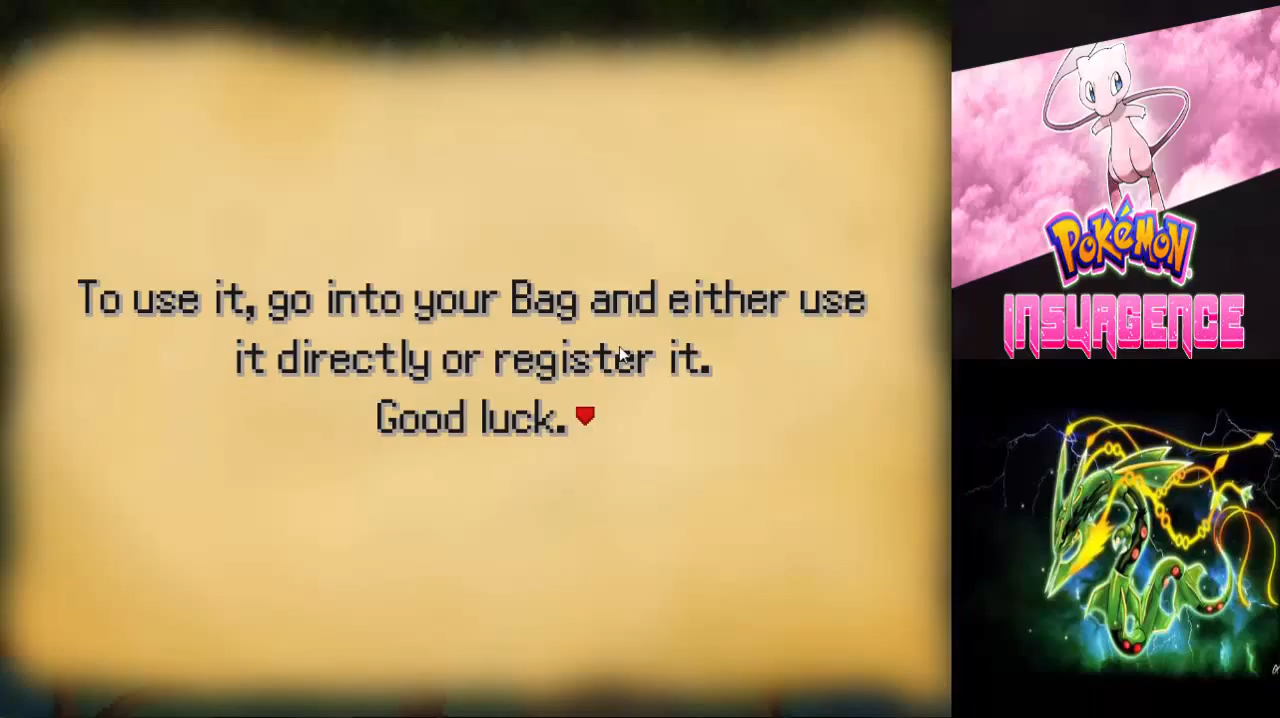 To use it, go into your Bag and either use
it directly or register it.
Good luck.
POKéMON
INSURGENCE